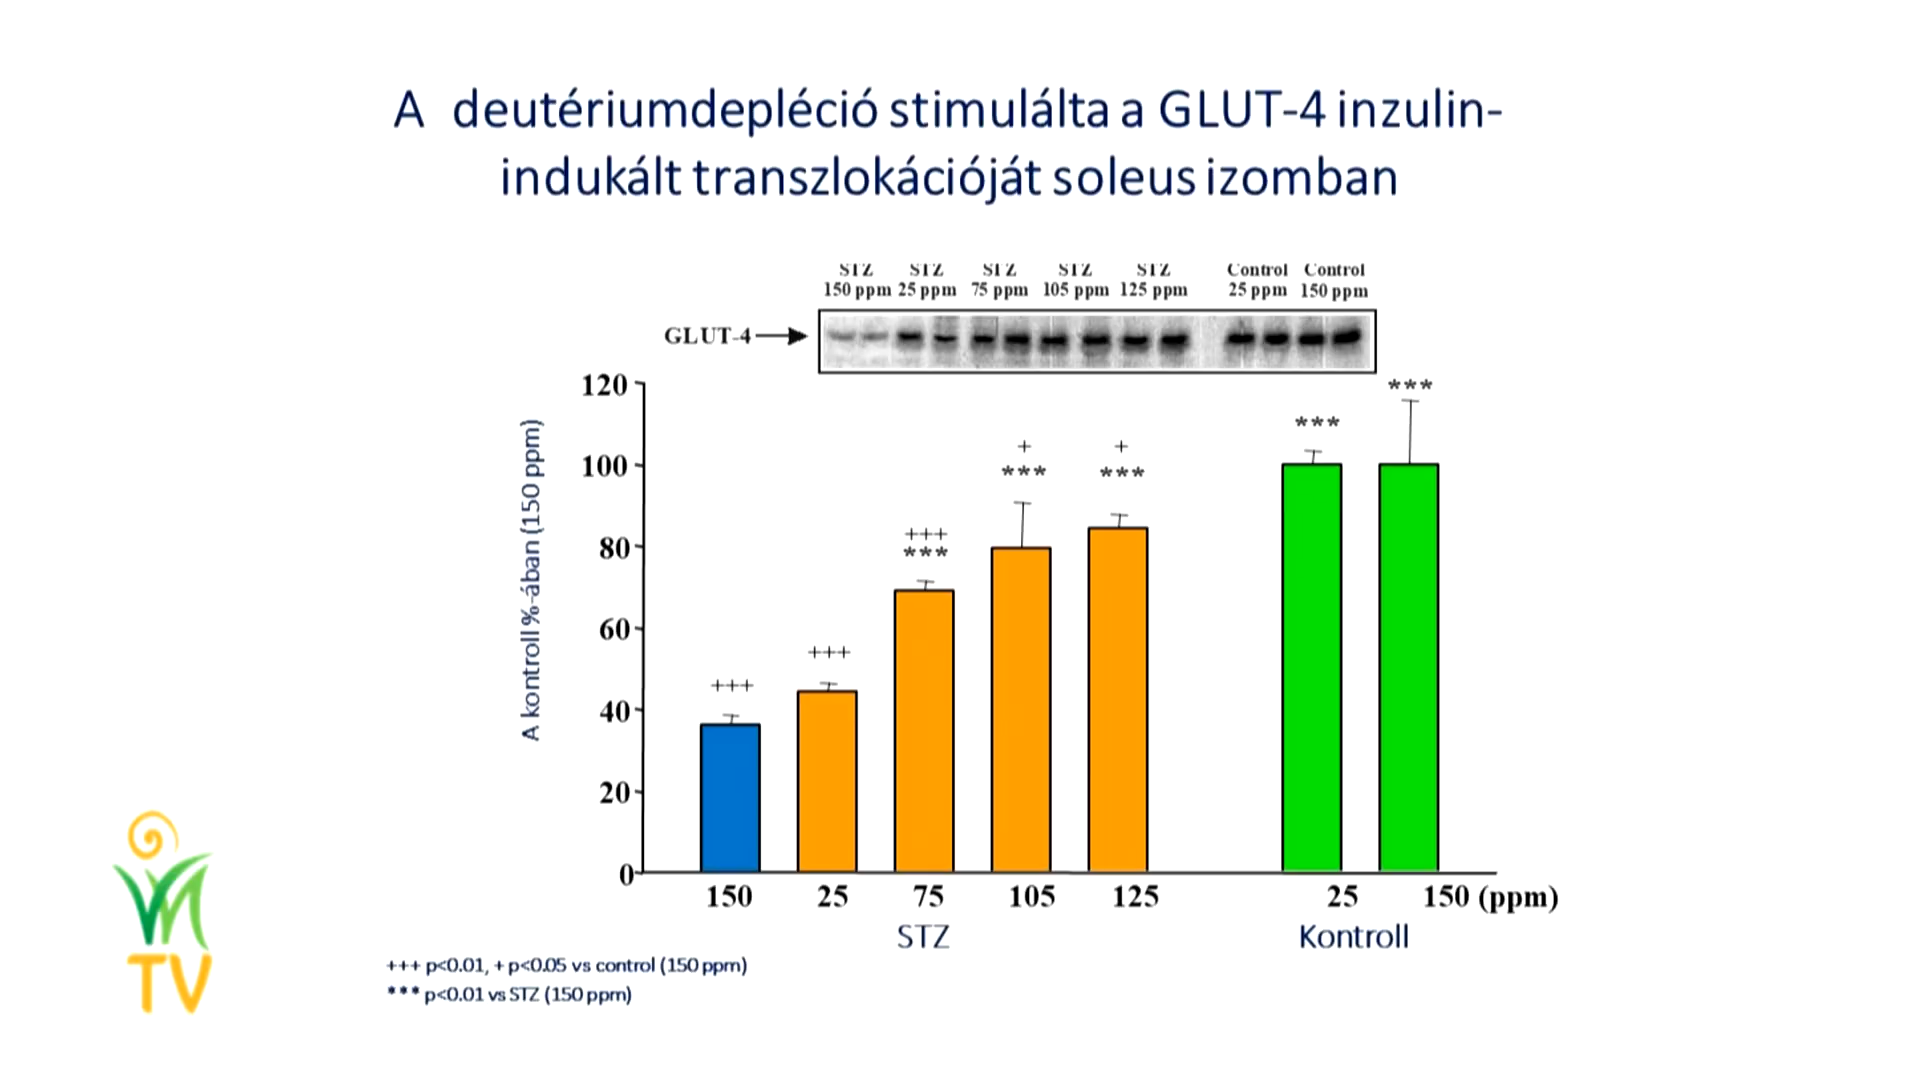 A deutériumdepléció stimulálta a GLUT-4 inzulin-
indukált transzlokációját soleus izomban
STZ STZ STZ STZ STZ Control Control
150 ppm 25 ppm 75 ppm 105 ppm 125 ppm 25 ppm 150 ppm
GLUT-4
120
100
80
60
40
20
0
A kontroll %-ában (150 ppm)
+++
+++
+++
***
+
***
+
***
***
***
150 25 75 105 125 25 150 (ppm)
STZ Kontroll
+++ p<0.01, + p<0.05 vs control (150 ppm)
*** p<0.01 vs STZ (150 ppm)
TV